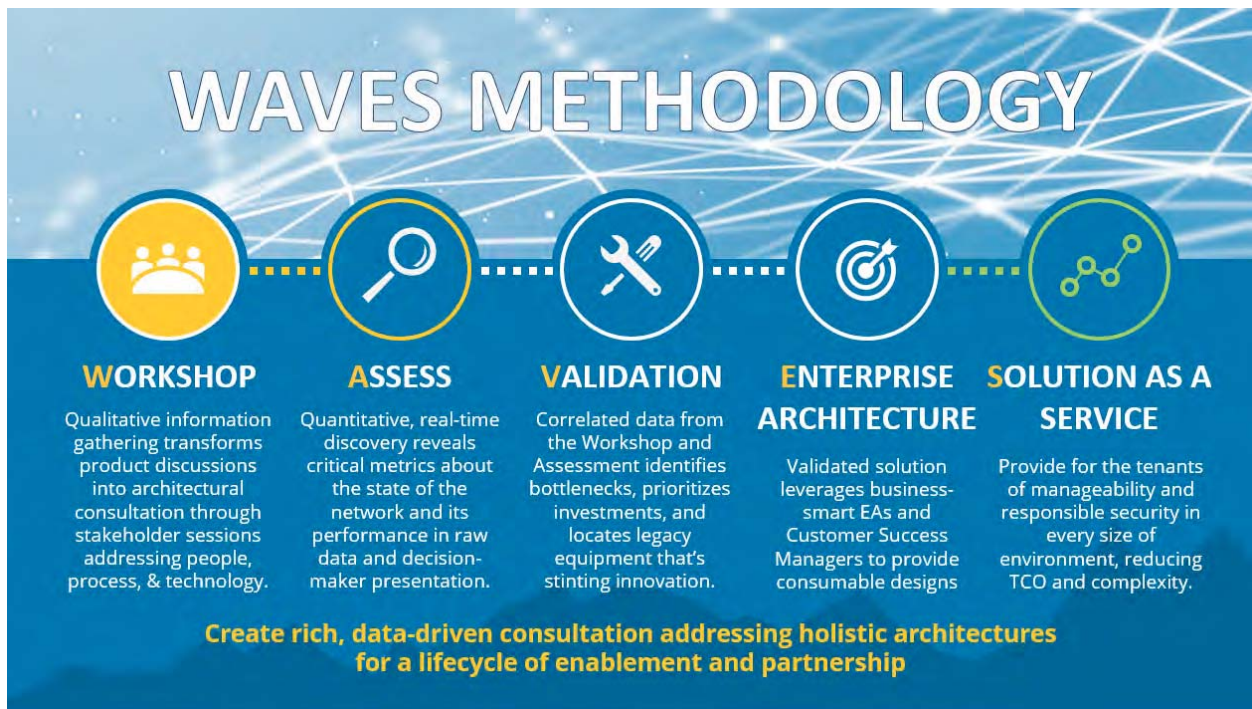 WAVES METHODOLOGY
WORKSHOP
Qualitative information
gathering transforms
product discussions
into architectural
consultation through
stakeholder sessions
addressing people,
process, & technology.
ASSESS
Quantitative, real-time
discovery reveals
critical metrics about
the state of the
network and its
performance in raw
data and decision-
maker presentation.
VALIDATION
Correlated data from
the Workshop and
Assessment identifies
bottlenecks, prioritizes
investments, and
locates legacy
equipment that's
stinting innovation.
ENTERPRISE
ARCHITECTURE
Validated solution
leverages business-
smart EAs and
Customer Success
Managers to provide
consumable designs
SOLUTION AS A
SERVICE
Provide for the tenants
of manageability and
responsible security in
every size of
environment, reducing
TCO and complexity.
Create rich, data-driven consultation addressing holistic architectures
for a lifecycle of enablement and partnership